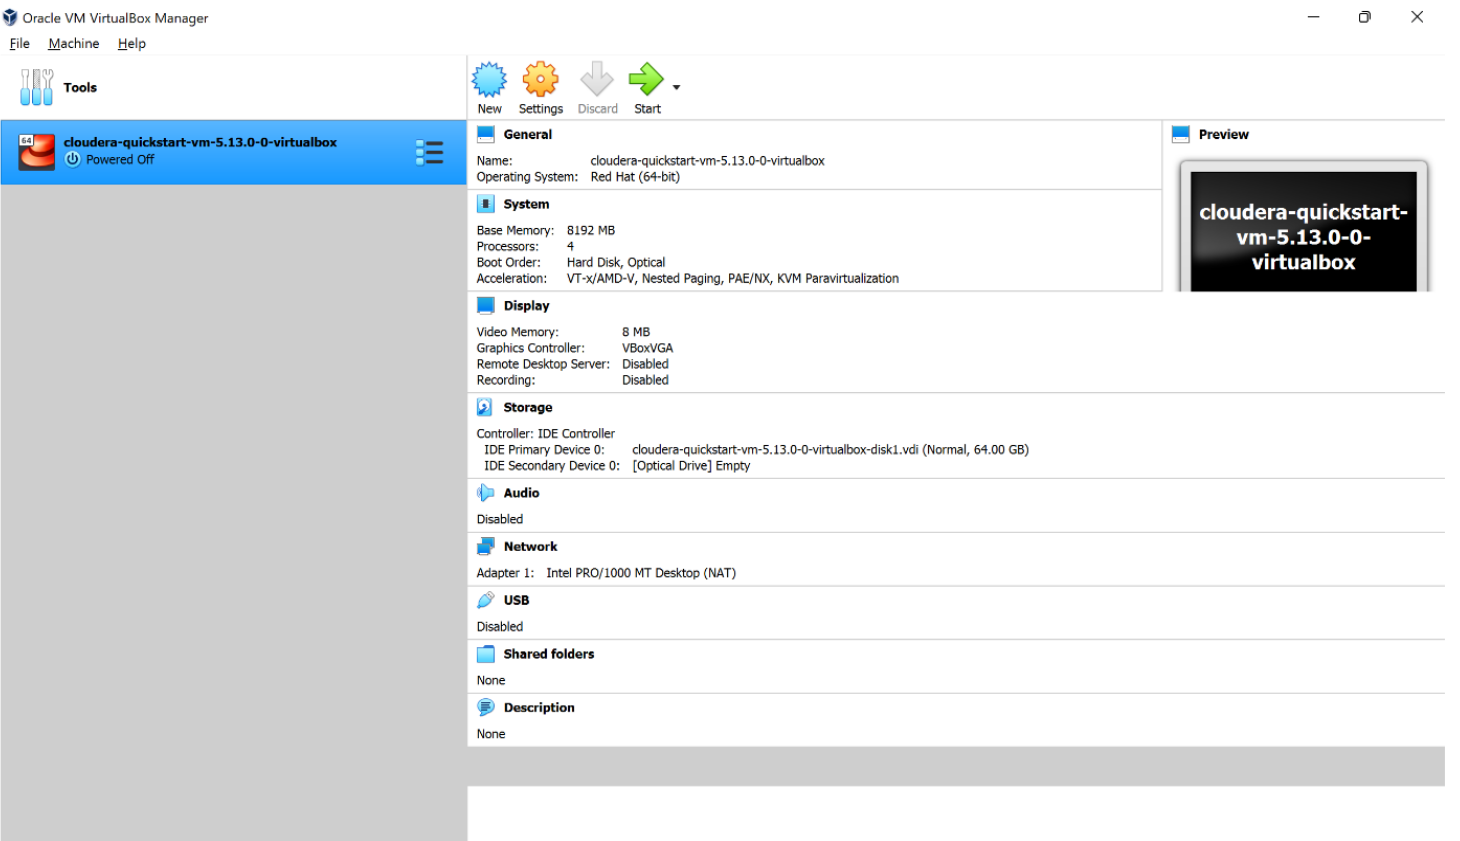 Oracle VM VirtualBox Manager
File Machine Help
Tools
New Settings Discard Start
64
cloudera-quickstart-vm-5.13.0-0-virtualbox
Powered Off
General
Name: cloudera-quickstart-vm-5.13.0-0-virtualbox
Operating System: Red Hat (64-bit)
System
Base Memory: 8192 MB
Processors: 4
Boot Order: Hard Disk, Optical
Acceleration: VT-x/AMD-V, Nested Paging, PAE/NX, KVM Paravirtualization
Preview
cloudera-quickstart-
vm-5.13.0-0-
virtualbox
Display
Video Memory: 8 MB
Graphics Controller: VBoxVGA
Remote Desktop Server: Disabled
Recording: Disabled
Storage
Controller: IDE Controller
IDE Primary Device 0: cloudera-quickstart-vm-5.13.0-0-virtualbox-disk1.vdi (Normal, 64.00 GB)
IDE Secondary Device 0: [Optical Drive] Empty
Audio
Disabled
Network
Adapter 1: Intel PRO/1000 MT Desktop (NAT)
USB
Disabled
Shared folders
None
Description
None